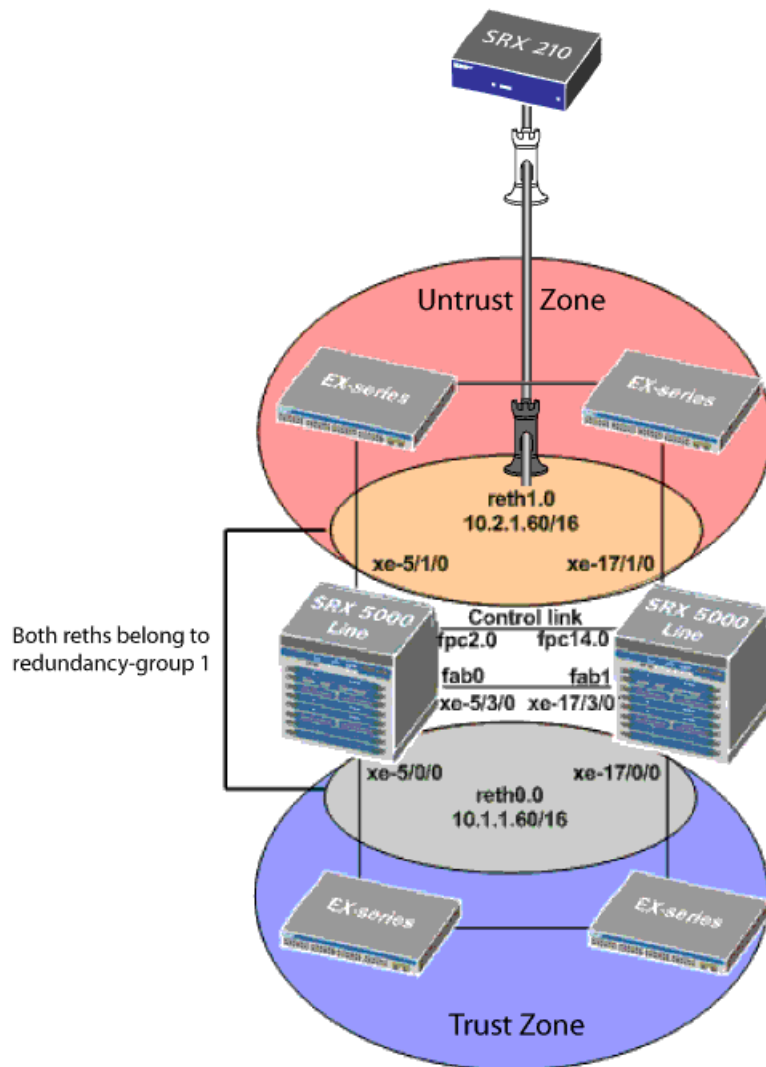 SRX 210
Untrust Zone
EX-series
EX-series
reth1.0
10.2.1.60/16
xe-5/1/0
xe-17/1/0
SRX 5000
Line
Control link
SRX 5000
Line
fpc2.0
fpc14.0
Both reths belong to
redundancy-group 1
fab0
fab1
xe-5/3/0
xe-17/3/0
xe-5/0/0
xe-17/0/0
reth0.0
10.1.1.60/16
EX-series
EX-series
Trust Zone